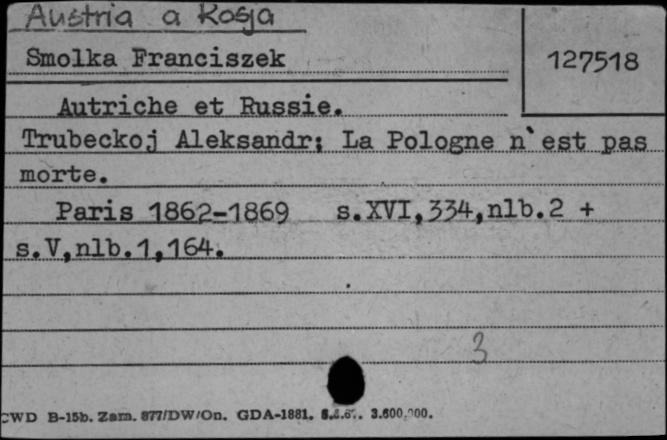 Austria a Rosja
Smolka Franciszek
127518
Autriche et Russie.
Trubeckoj Aleksandr: La Pologne n`est pas
morte.
Paris 1862-1869 s.XVI,334,nlb.2 +
s.V,nlb.1,164.
3
CWD B-15b. Zam. 877/DW/On. GDA-1881. 3.600.000.